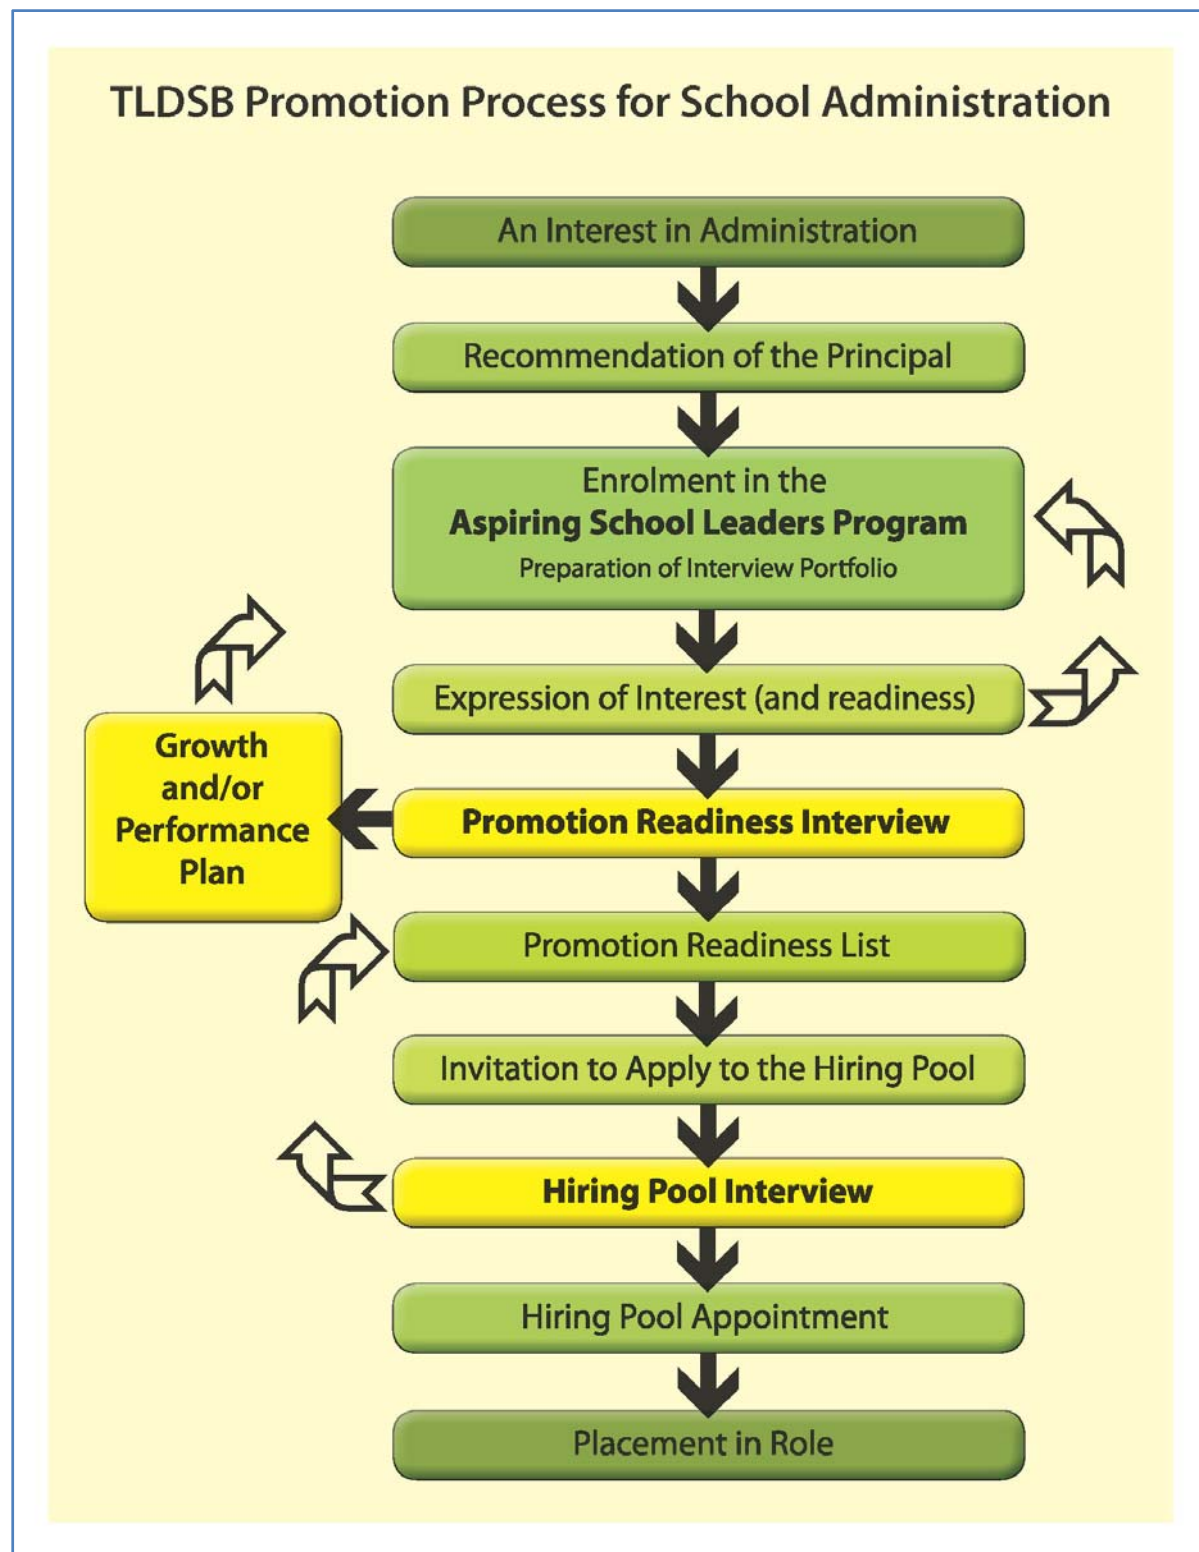 TLDSB Promotion Process for School Administration
An Interest in Administration
Recommendation of the Principal
Enrolment in the
Aspiring School Leaders Program
Preparation of Interview Portfolio
Expression of Interest (and readiness)
Growth
and/or
Performance
Plan
Promotion Readiness Interview
Promotion Readiness List
Invitation to Apply to the Hiring Pool
Hiring Pool Interview
Hiring Pool Appointment
Placement in Role